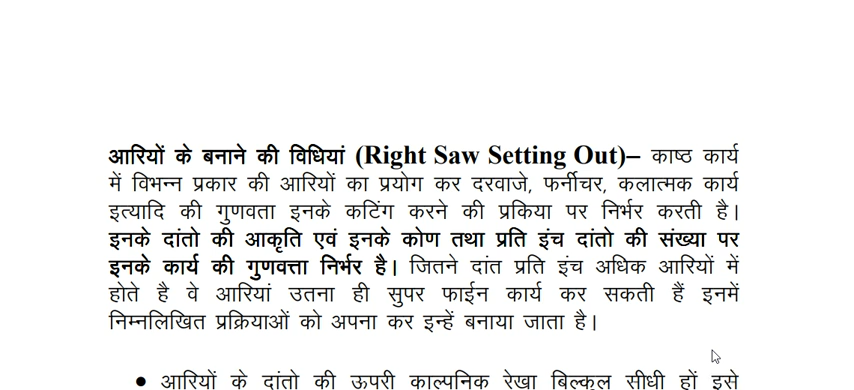 आरियों के बनाने की विधियां (Right Saw Setting Out)– काष्ठ कार्य
में विभन्न प्रकार की आरियों का प्रयोग कर दरवाजे, फर्नीचर, कलात्मक कार्य
इत्यादि की गुणवता इनके कटिंग करने की प्रकिया पर निर्भर करती है।
इनके दांतो की आकृति एवं इनके कोण तथा प्रति इंच दांतो की संख्या पर
इनके कार्य की गुणवत्ता निर्भर है। जितने दांत प्रति इंच अधिक आरियों में
होते है वे आरियां उतना ही सुपर फाईन कार्य कर सकती हैं इनमें
निम्नलिखित प्रक्रियाओं को अपना कर इन्हें बनाया जाता है।
• आरियों के दांतो की ऊपरी काल्पनिक रेखा बिल्कुल सीधी हों इसे